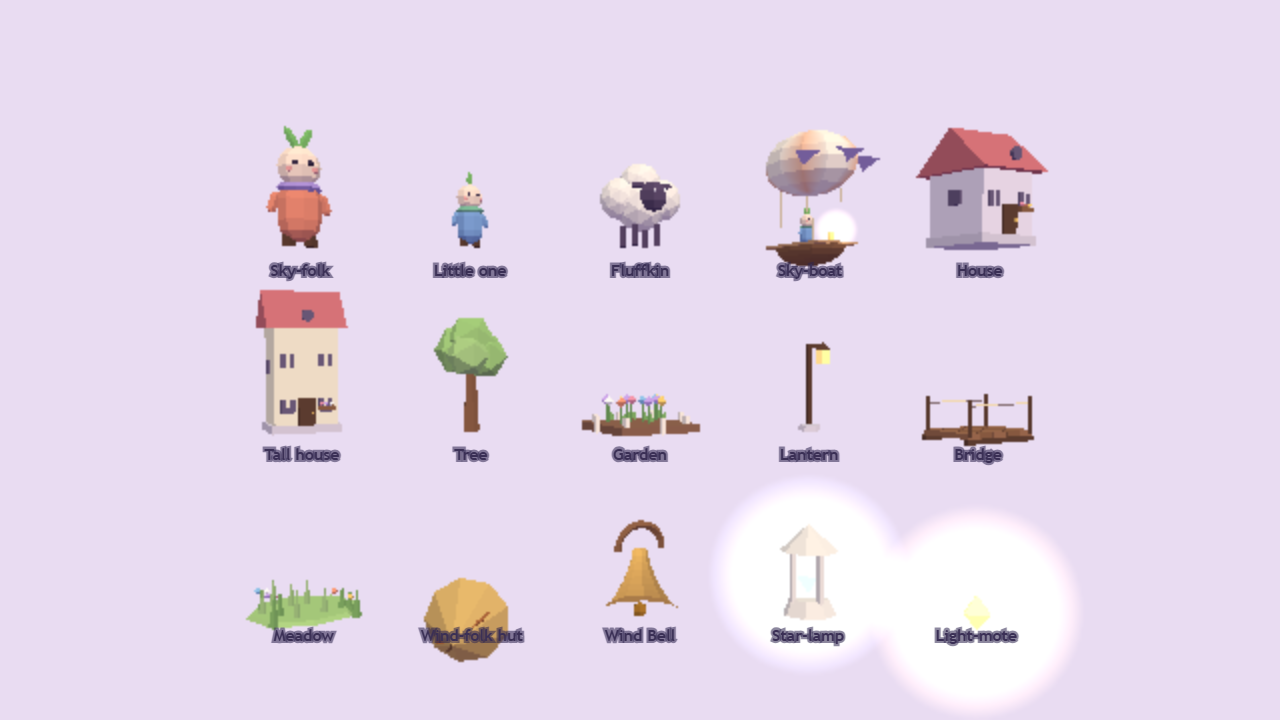 Sky-folk
Little one
Fluffkin
Sky-boat
House
Tall house
Tree
Garden
Lantern
Bridge
Meadow
Wind-folk hut
Wind Bell
Star-lamp
Light-mote